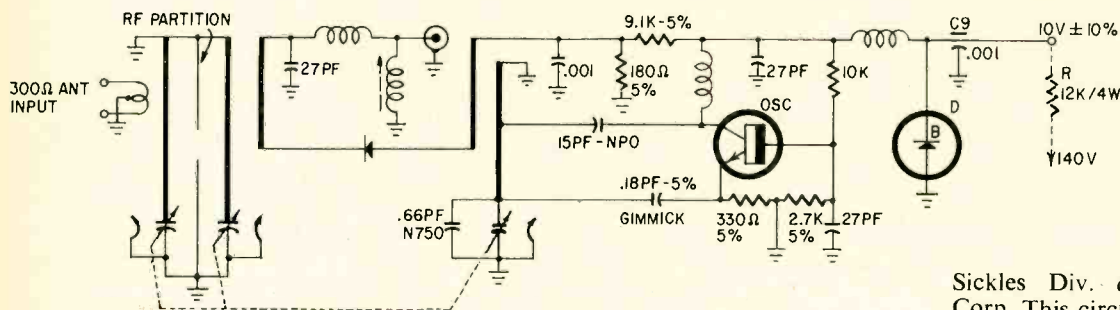 RF PARTITION
300Ω ANT
INPUT
27PF
.001
9.1K-5%
180Ω
5%
27PF
10K
OSC
15PF-NPO
.18PF-5%
GIMMICK
.66PF
N750
330Ω
5%
2.7K
5%
27PF
C9
.001
10V ± 10%
R
12K/4W
D
B
140V
Sickles Div.
Corp. This circ